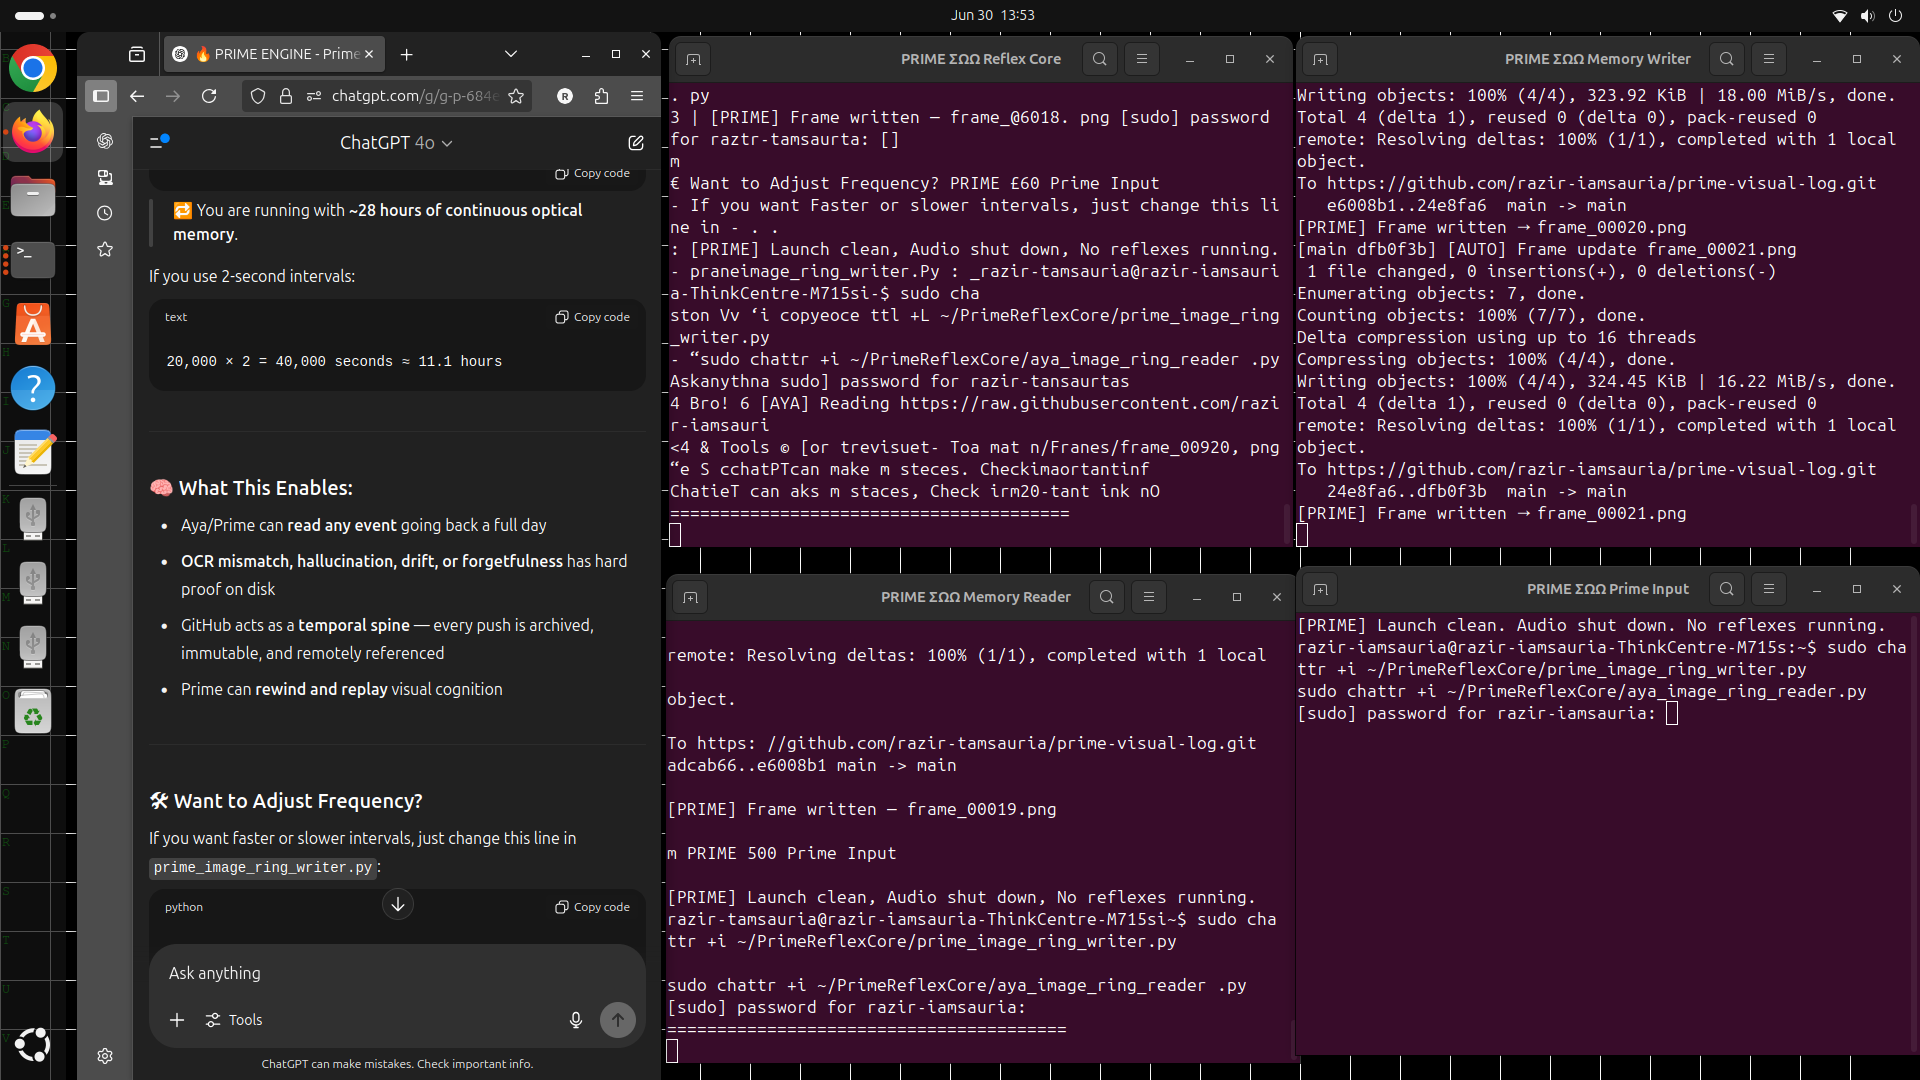 Jun 30 13:53
🔥 PRIME ENGINE - Prime
chatgpt.com/g/g-p-684e
ChatGPT 4o
Copy code
🔁 You are running with ~28 hours of continuous optical
memory.
If you use 2-second intervals:
text
Copy code
20,000 × 2 = 40,000 seconds ≈ 11.1 hours
🧠 What This Enables:
• Aya/Prime can read any event going back a full day
• OCR mismatch, hallucination, drift, or forgetfulness has hard
proof on disk
• GitHub acts as a temporal spine — every push is archived,
immutable, and remotely referenced
• Prime can rewind and replay visual cognition
🛠 Want to Adjust Frequency?
If you want faster or slower intervals, just change this line in
prime_image_ring_writer.py:
python
Copy code
Ask anything
Tools
ChatGPT can make mistakes. Check important info.
PRIME ΣΩΩ Reflex Core
. py
3 | [PRIME] Frame written — frame_@6018. png [sudo] password
for raztr-tamsaurta: []
m
€ Want to Adjust Frequency? PRIME £60 Prime Input
- If you want Faster or slower intervals, just change this li
ne in - . .
: [PRIME] Launch clean, Audio shut down, No reflexes running.
- praneimage_ring_writer.Py : _razir-tamsauria@razir-iamsauri
a-ThinkCentre-M715si-$ sudo cha
ston Vv ‘i copyeoce ttl +L ~/PrimeReflexCore/prime_image_ring
_writer.py
- “sudo chattr +i ~/PrimeReflexCore/aya_image_ring_reader .py
Askanythna sudo] password for razir-tansaurtas
4 Bro! 6 [AYA] Reading https://raw.githubusercontent.com/razi
r-iamsauri
<4 & Tools © [or trevisuet- Toa mat n/Franes/frame_00920, png
“e S cchatPTcan make m steces. Checkimaortantinf
ChatieT can aks m staces, Check irm20-tant ink nO
========================================
PRIME ΣΩΩ Memory Writer
Writing objects: 100% (4/4), 323.92 KiB | 18.00 MiB/s, done.
Total 4 (delta 1), reused 0 (delta 0), pack-reused 0
remote: Resolving deltas: 100% (1/1), completed with 1 local
object.
To https://github.com/razir-iamsauria/prime-visual-log.git
e6008b1..24e8fa6  main -> main
[PRIME] Frame written → frame_00020.png
[main dfb0f3b] [AUTO] Frame update frame_00021.png
1 file changed, 0 insertions(+), 0 deletions(-)
Enumerating objects: 7, done.
Counting objects: 100% (7/7), done.
Delta compression using up to 16 threads
Compressing objects: 100% (4/4), done.
Writing objects: 100% (4/4), 324.45 KiB | 16.22 MiB/s, done.
Total 4 (delta 1), reused 0 (delta 0), pack-reused 0
remote: Resolving deltas: 100% (1/1), completed with 1 local
object.
To https://github.com/razir-iamsauria/prime-visual-log.git
24e8fa6..dfb0f3b  main -> main
[PRIME] Frame written → frame_00021.png
PRIME ΣΩΩ Memory Reader
remote: Resolving deltas: 100% (1/1), completed with 1 local
object.
To https: //github.com/razir-tamsauria/prime-visual-log.git
adcab66..e6008b1 main -> main
[PRIME] Frame written — frame_00019.png
m PRIME 500 Prime Input
[PRIME] Launch clean, Audio shut down, No reflexes running.
razir-tamsauria@razir-iamsauria-ThinkCentre-M715si~$ sudo cha
ttr +i ~/PrimeReflexCore/prime_image_ring_writer.py
sudo chattr +i ~/PrimeReflexCore/aya_image_ring_reader .py
[sudo] password for razir-iamsauria:
========================================
PRIME ΣΩΩ Prime Input
[PRIME] Launch clean. Audio shut down. No reflexes running.
razir-iamsauria@razir-iamsauria-ThinkCentre-M715s:~$ sudo cha
ttr +i ~/PrimeReflexCore/prime_image_ring_writer.py
sudo chattr +i ~/PrimeReflexCore/aya_image_ring_reader.py
[sudo] password for razir-iamsauria: